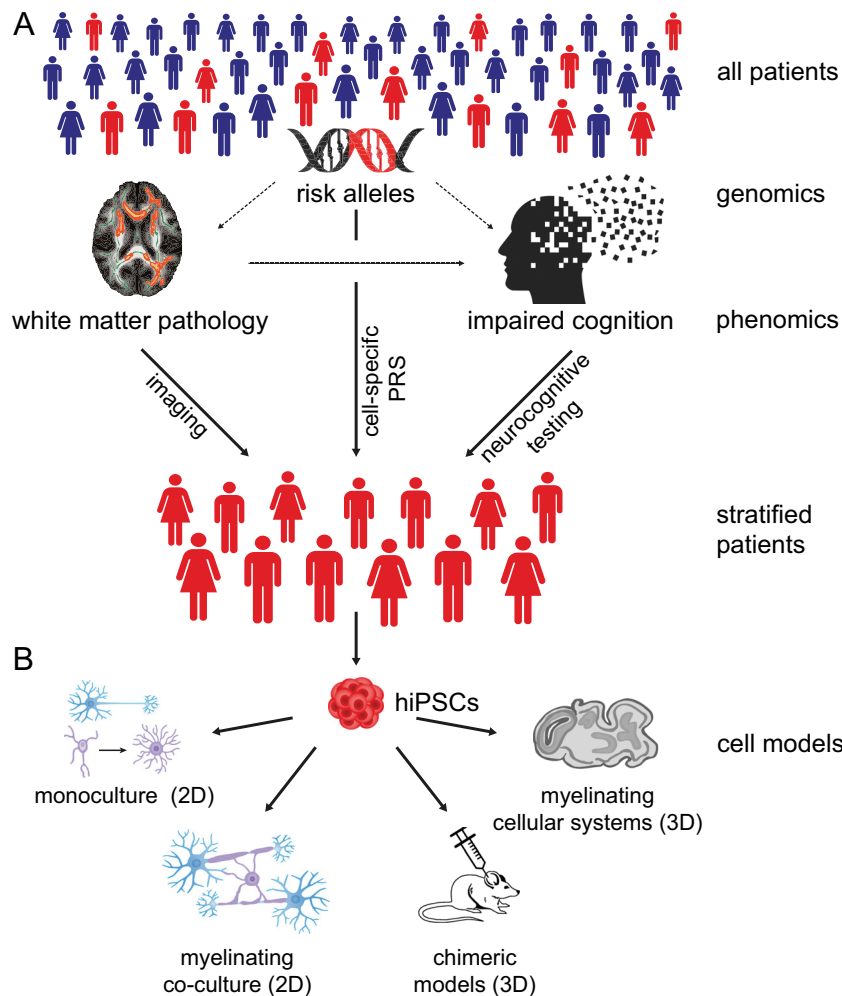 A
all patients
risk alleles
genomics
white matter pathology
impaired cognition
phenomics
imaging
cell-specifc
PRS
neurocognitive
testing
stratified
patients
B
hiPSCs
cell models
monoculture (2D)
myelinating
cellular systems (3D)
myelinating
co-culture (2D)
chimeric
models (3D)